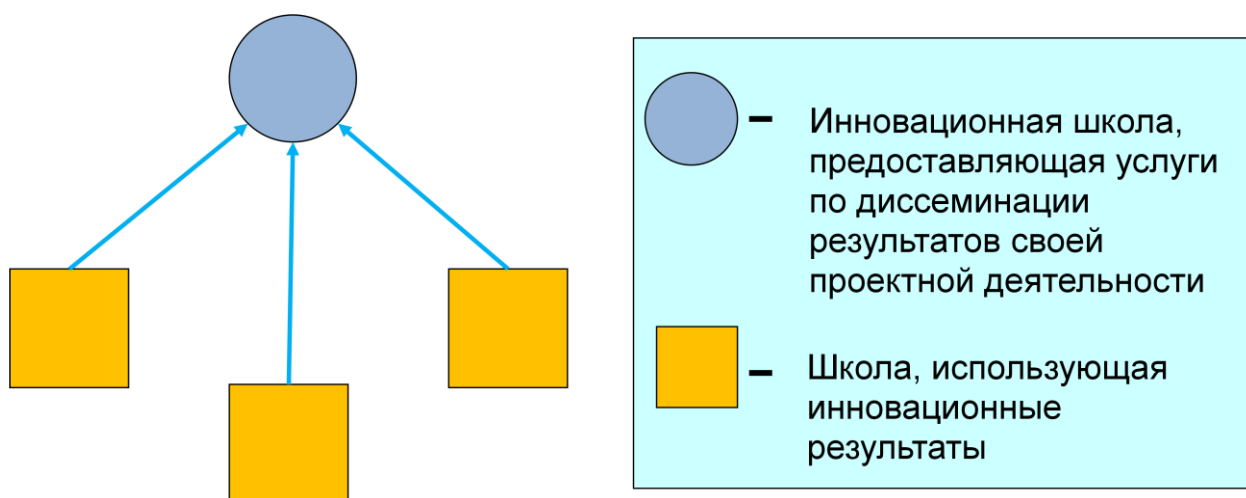 – Инновационная школа,
предоставляющая услуги
по диссеминации
результатов своей
проектной деятельности
– Школа, использующая
инновационные
результаты